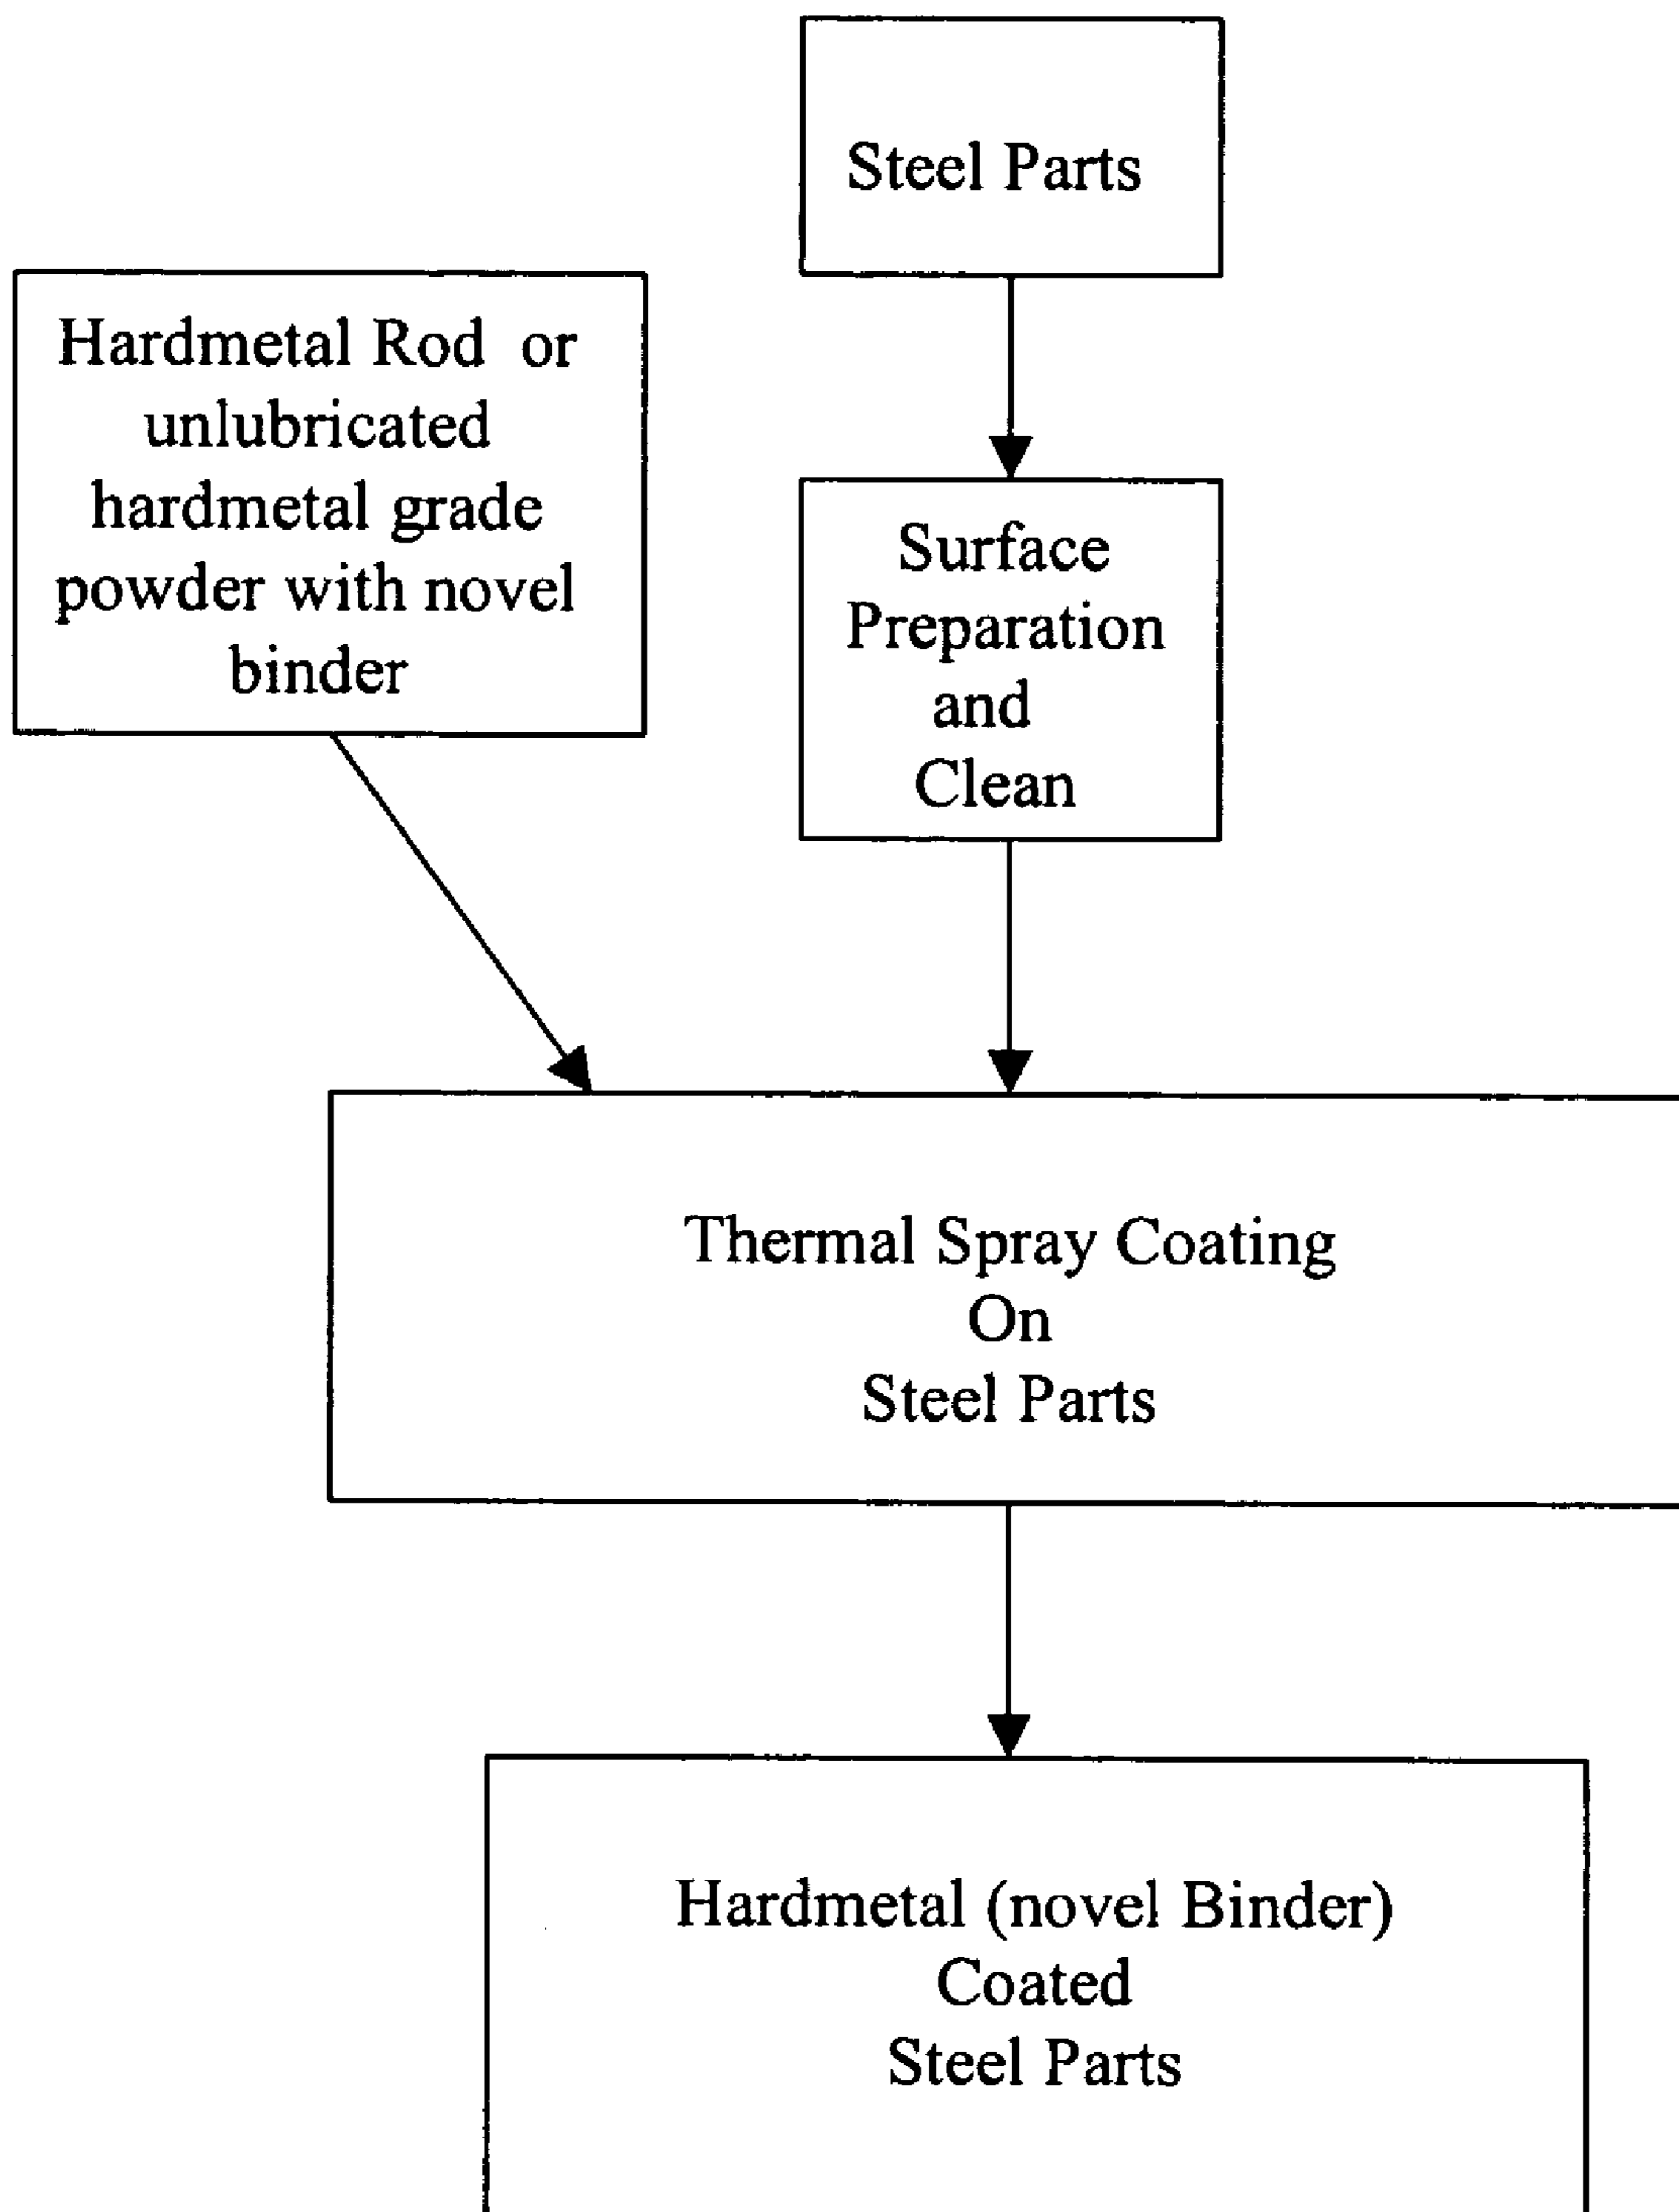 Steel Parts
Hardmetal Rod or
unlubricated
hardmetal grade
powder with novel
binder
Surface
Preparation
and
Clean
Thermal Spray Coating
On
Steel Parts
Hardmetal (novel Binder)
Coated
Steel Parts